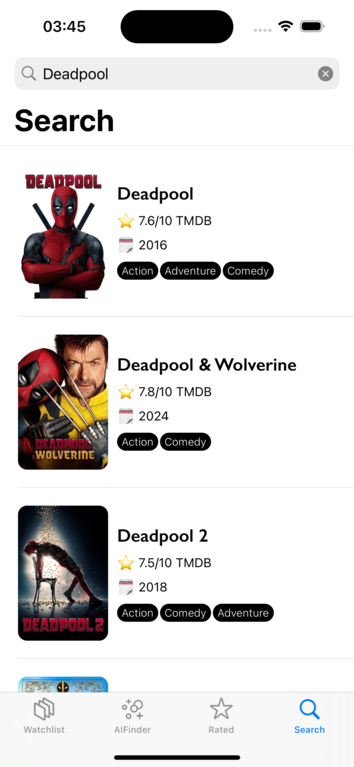 03:45
Deadpool
Search
DEADPOOL
Deadpool
7.6/10 TMDB
2016
Action Adventure Comedy
DEADPOOL
& WOLVERINE
Deadpool & Wolverine
7.8/10 TMDB
2024
Action Comedy
DEADPOOL 2
Deadpool 2
7.5/10 TMDB
2018
Action Comedy Adventure
Watchlist AIFinder Rated Search